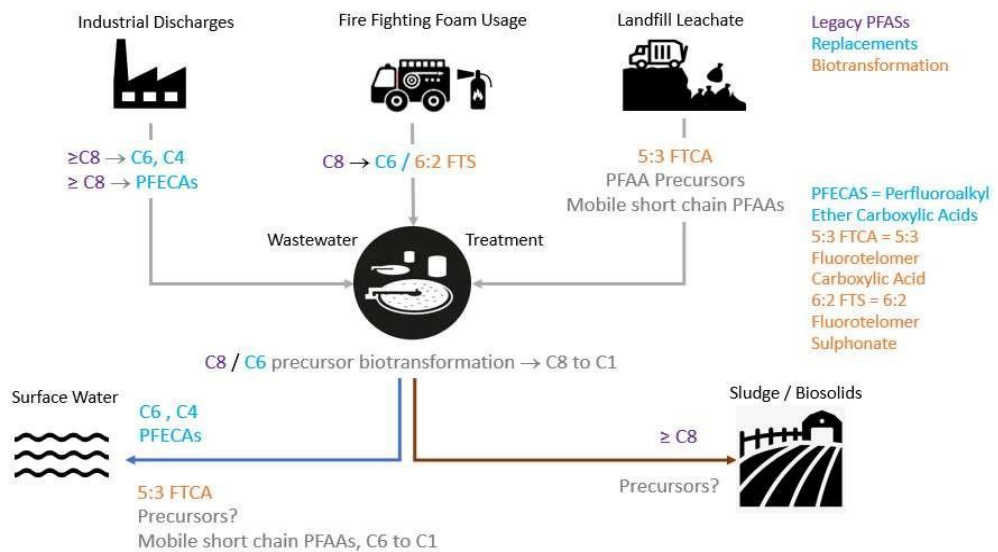 Industrial Discharges
Fire Fighting Foam Usage
Landfill Leachate
Legacy PFASs
Replacements
Biotransformation
≥C8 → C6, C4
≥ C8 → PFECAs
C8 → C6 / 6:2 FTS
5:3 FTCA
PFAA Precursors
Mobile short chain PFAAs
PFECAS = Perfluoroalkyl
Ether Carboxylic Acids
5:3 FTCA = 5:3
Fluorotelomer
Carboxylic Acid
6:2 FTS = 6:2
Fluorotelomer
Sulphonate
Wastewater Treatment
C8 / C6 precursor biotransformation → C8 to C1
Surface Water
C6 , C4
PFECAs
5:3 FTCA
Precursors?
Mobile short chain PFAAs, C6 to C1
Sludge / Biosolids
≥ C8
Precursors?